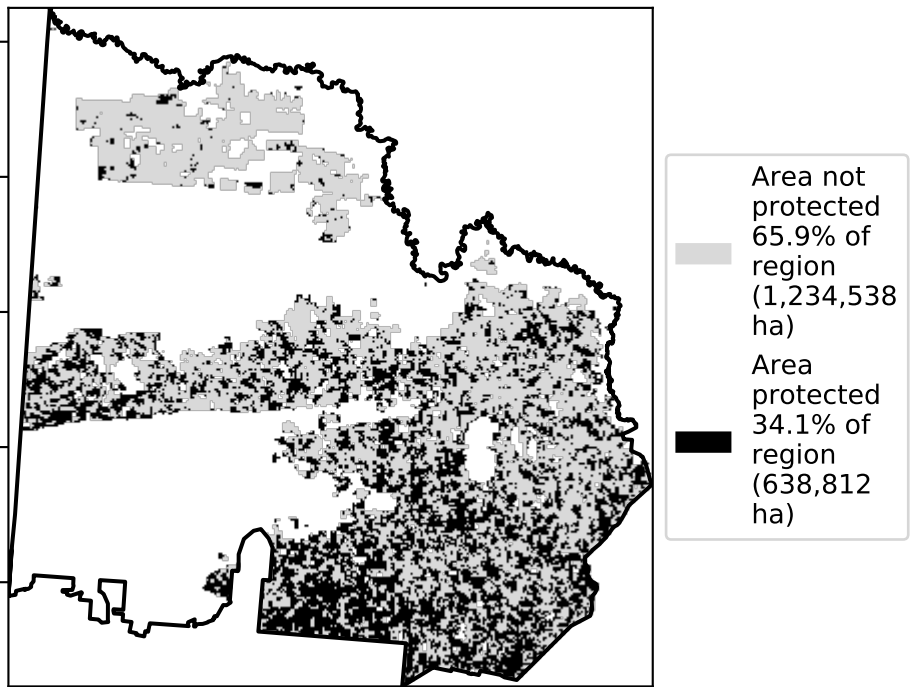 Area not
protected
65.9% of
region
(1,234,538
ha)
Area
protected
34.1% of
region
(638,812
ha)